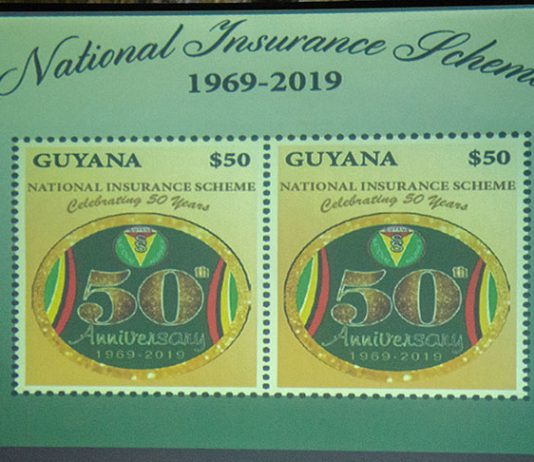 National Insurance Scheme
1969-2019
GUYANA $50
NATIONAL INSURANCE SCHEME
Celebrating 50 Years
50th
Anniversary
1969-2019
GUYANA $50
NATIONAL INSURANCE SCHEME
Celebrating 50 Years
50th
Anniversary
1969-2019